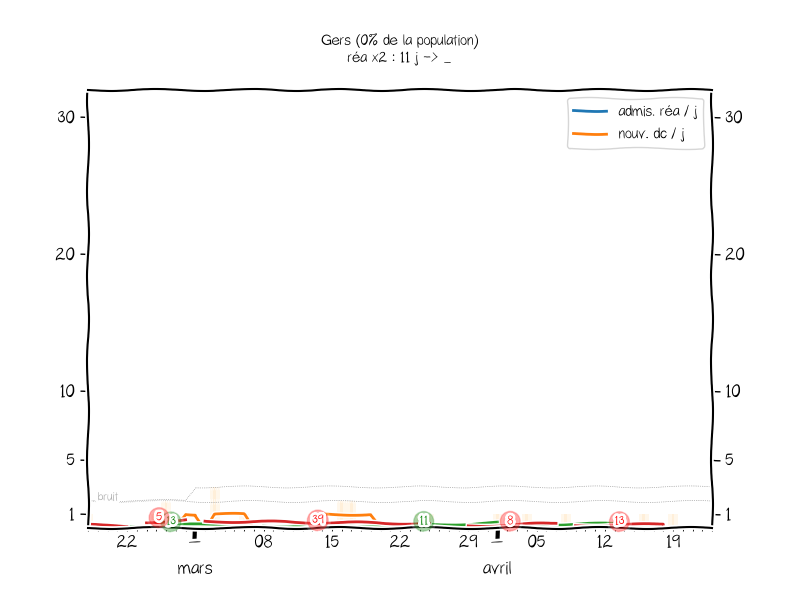 Gers (0% de la population)
réa x2 : 11 j -> _
admis. réa / j
nouv. dc / j
30 30
20 20
10 10
5 5
bruit
1 1
5 13 39 11 8 13
22 08 15 22 29 05 12 19
mars avril